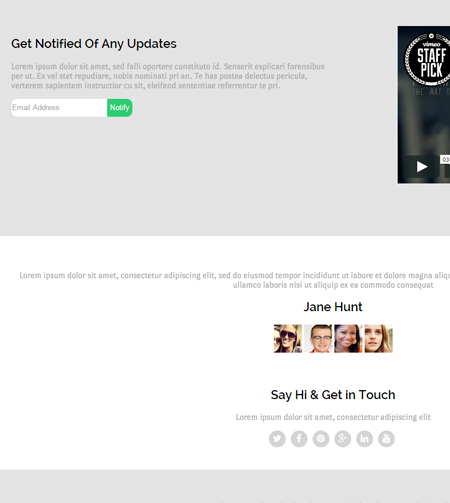 Get Notified Of Any Updates
Lorem ipsum dolor sit amet, sea ad falli oportere constituto id. Senserit explicari forensibus
per ut. Ex vel stet repudiare, nobis nominati pri an. Te has postea delectus pericula,
verterem sapientem instructior cu sit, eleifend sententiae referrentur te pri.
Email Address
Notify
vimeo
STAFF
PICK
THE ART
03
Lorem ipsum dolor sit amet, consectetur adipiscing elit, sed do eiusmod tempor incididunt ut labore et dolore magna
ullamco laboris nisi ut aliquip ex ea commodo consequat
Jane Hunt
Say Hi & Get in Touch
Lorem ipsum dolor sit amet, consectetur adipiscing elit